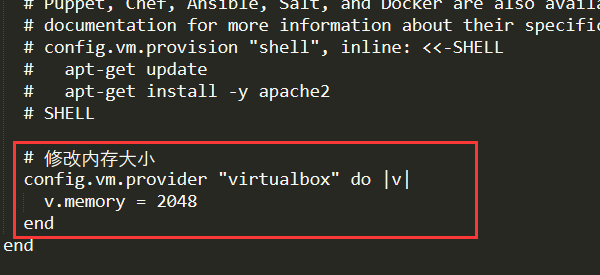 # Puppet, Chef, Ansible, Salt, and Docker are also
# documentation for more information about their
# config.vm.provision "shell", inline: <<-SHELL
#   apt-get update
#   apt-get install -y apache2
# SHELL
# 修改内存大小
config.vm.provider "virtualbox" do |v|
  v.memory = 2048
end
end